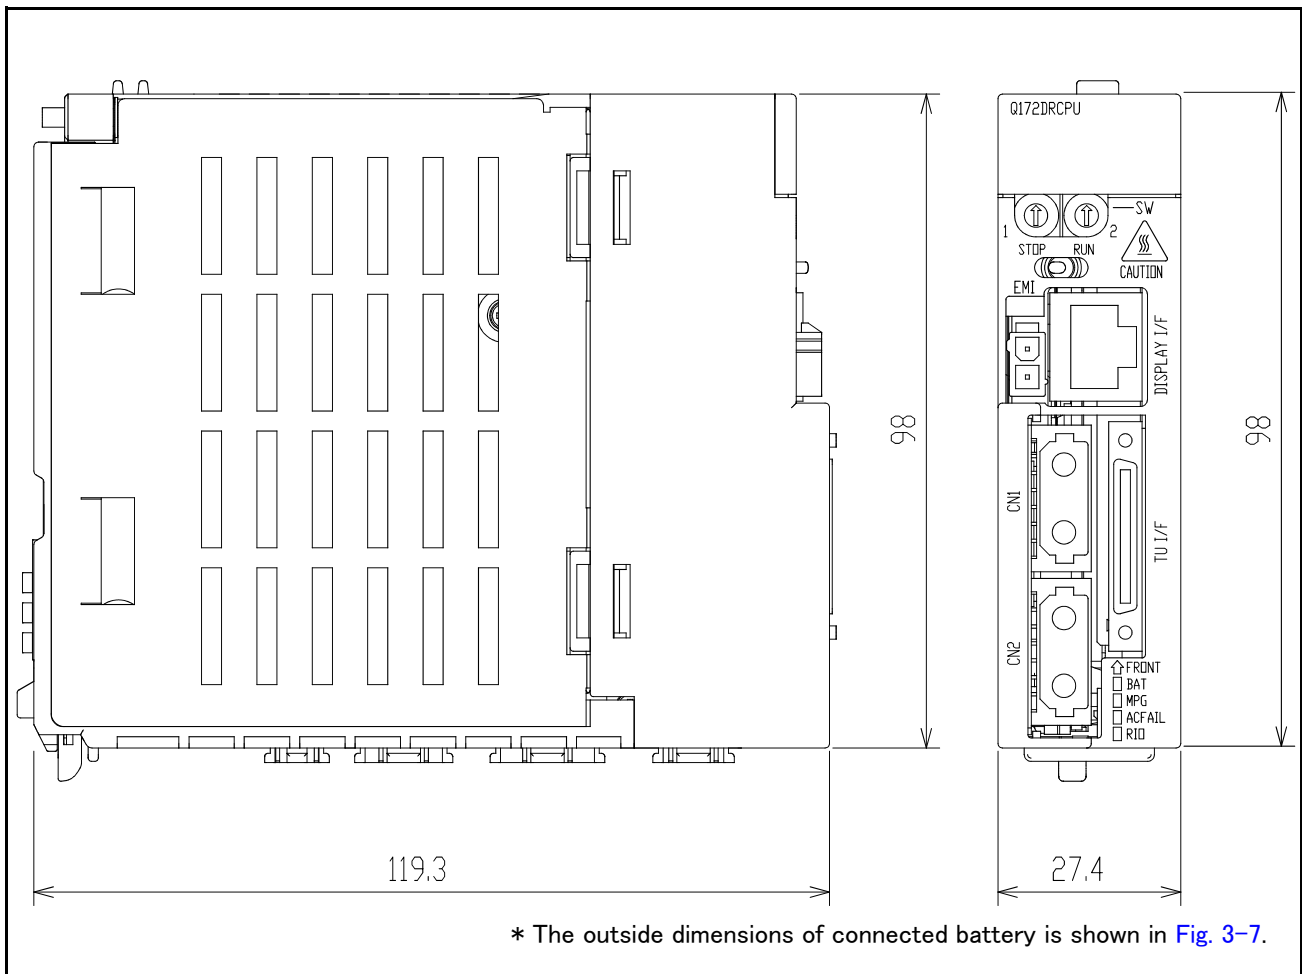 Q172DRCPU
SW
1
2
STOP RUN
CAUTION
EMI
DISPLAY I/F
98
98
CN1
TU I/F
CN2
FRONT
BAT
MPG
ACFAIL
RIO
119.3
27.4
* The outside dimensions of connected battery is shown in Fig. 3-7.